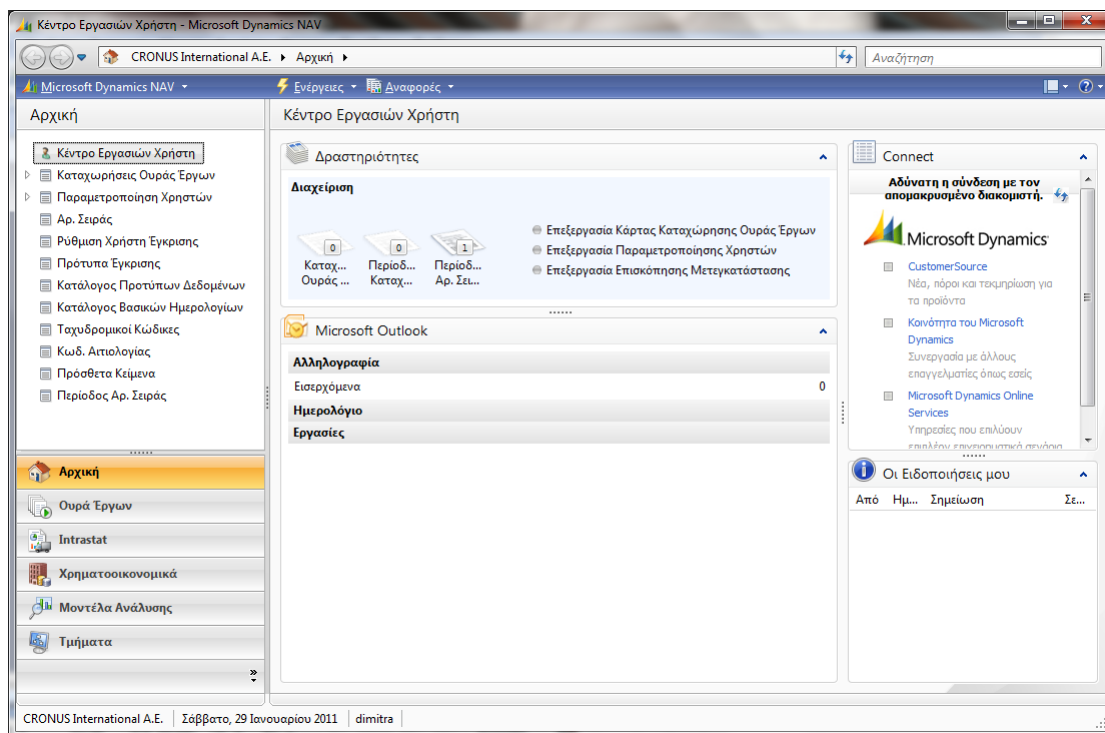 Κέντρο Εργασιών Χρήστη - Microsoft Dynamics NAV
CRONUS International A.E. Αρχική
Αναζήτηση
Microsoft Dynamics NAV
Ενέργειες Αναφορές
Αρχική
Κέντρο Εργασιών Χρήστη
Καταχωρήσεις Ουράς Έργων
Παραμετροποίηση Χρηστών
Αρ. Σειράς
Ρύθμιση Χρήστη Έγκρισης
Πρότυπα Έγκρισης
Κατάλογος Προτύπων Δεδομένων
Κατάλογος Βασικών Ημερολογίων
Ταχυδρομικοί Κώδικες
Κωδ. Αιτιολογίας
Πρόσθετα Κείμενα
Περίοδος Αρ. Σειράς
Αρχική
Ουρά Έργων
Intrastat
Χρηματοοικονομικά
Μοντέλα Ανάλυσης
Τμήματα
Κέντρο Εργασιών Χρήστη
Δραστηριότητες
Διαχείριση
0
Καταχ...
Ουράς ...
0
Περίοδ...
Καταχ...
1
Περίοδ...
Αρ. Σει...
Επεξεργασία Κάρτας Καταχώρησης Ουράς Έργων
Επεξεργασία Παραμετροποίησης Χρηστών
Επεξεργασία Επισκόπησης Μετεγκατάστασης
Microsoft Outlook
Αλληλογραφία
Εισερχόμενα 0
Ημερολόγιο
Εργασίες
Connect
Αδύνατη η σύνδεση με τον
απομακρυσμένο διακομιστή.
Microsoft Dynamics
CustomerSource
Νέα, πόροι και τεκμηρίωση για
τα προϊόντα
Κοινότητα του Microsoft
Dynamics
Συνεργασία με άλλους
επαγγελματίες όπως εσείς
Microsoft Dynamics Online
Services
Υπηρεσίες που επιλύουν
επιπλέον επιχειρηματικά σενάρια
Οι Ειδοποιήσεις μου
Από Ημ... Σημείωση Σε...
CRONUS International A.E. Σάββατο, 29 Ιανουαρίου 2011 dimitra